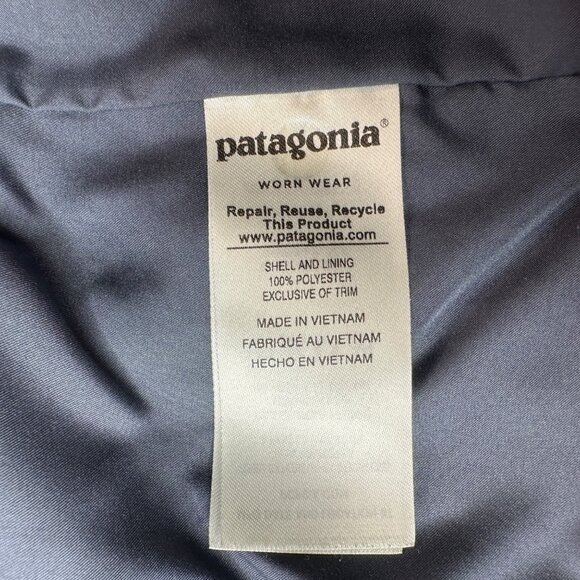 patagonia®
WORN WEAR
Repair, Reuse, Recycle
This Product
www.patagonia.com
SHELL AND LINING
100% POLYESTER
EXCLUSIVE OF TRIM
MADE IN VIETNAM
FABRIQUÉ AU VIETNAM
HECHO EN VIETNAM